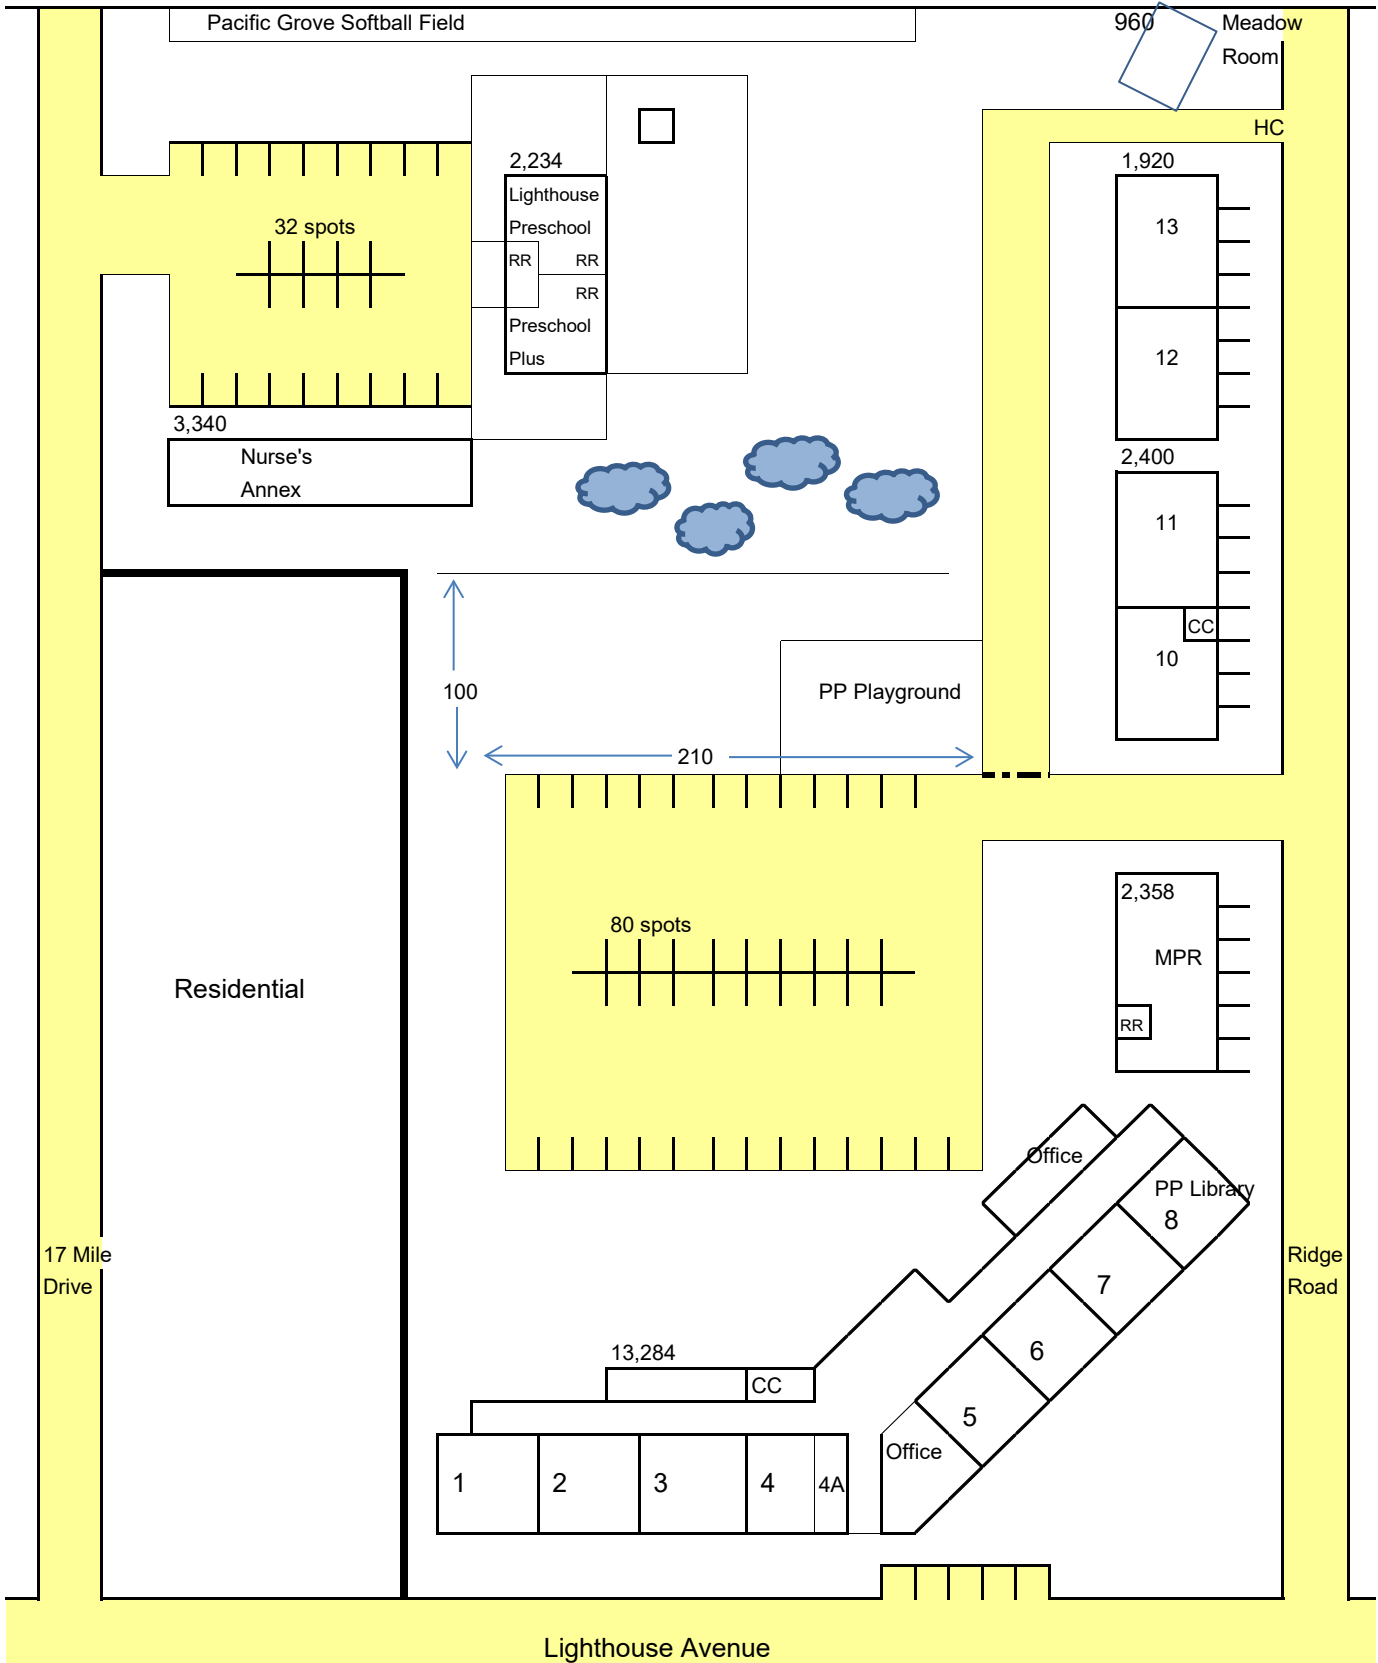 Pacific Grove Softball Field
960
Meadow
Room
HC
2,234
Lighthouse
Preschool
RR
RR
RR
Preschool
Plus
1,920
13
12
32 spots
3,340
Nurse's
Annex
2,400
11
CC
10
100
PP Playground
210
80 spots
2,358
MPR
RR
Residential
Office
PP Library
8
7
6
5
Office
17 Mile
Drive
Ridge
Road
13,284
CC
1
2
3
4
4A
Lighthouse Avenue